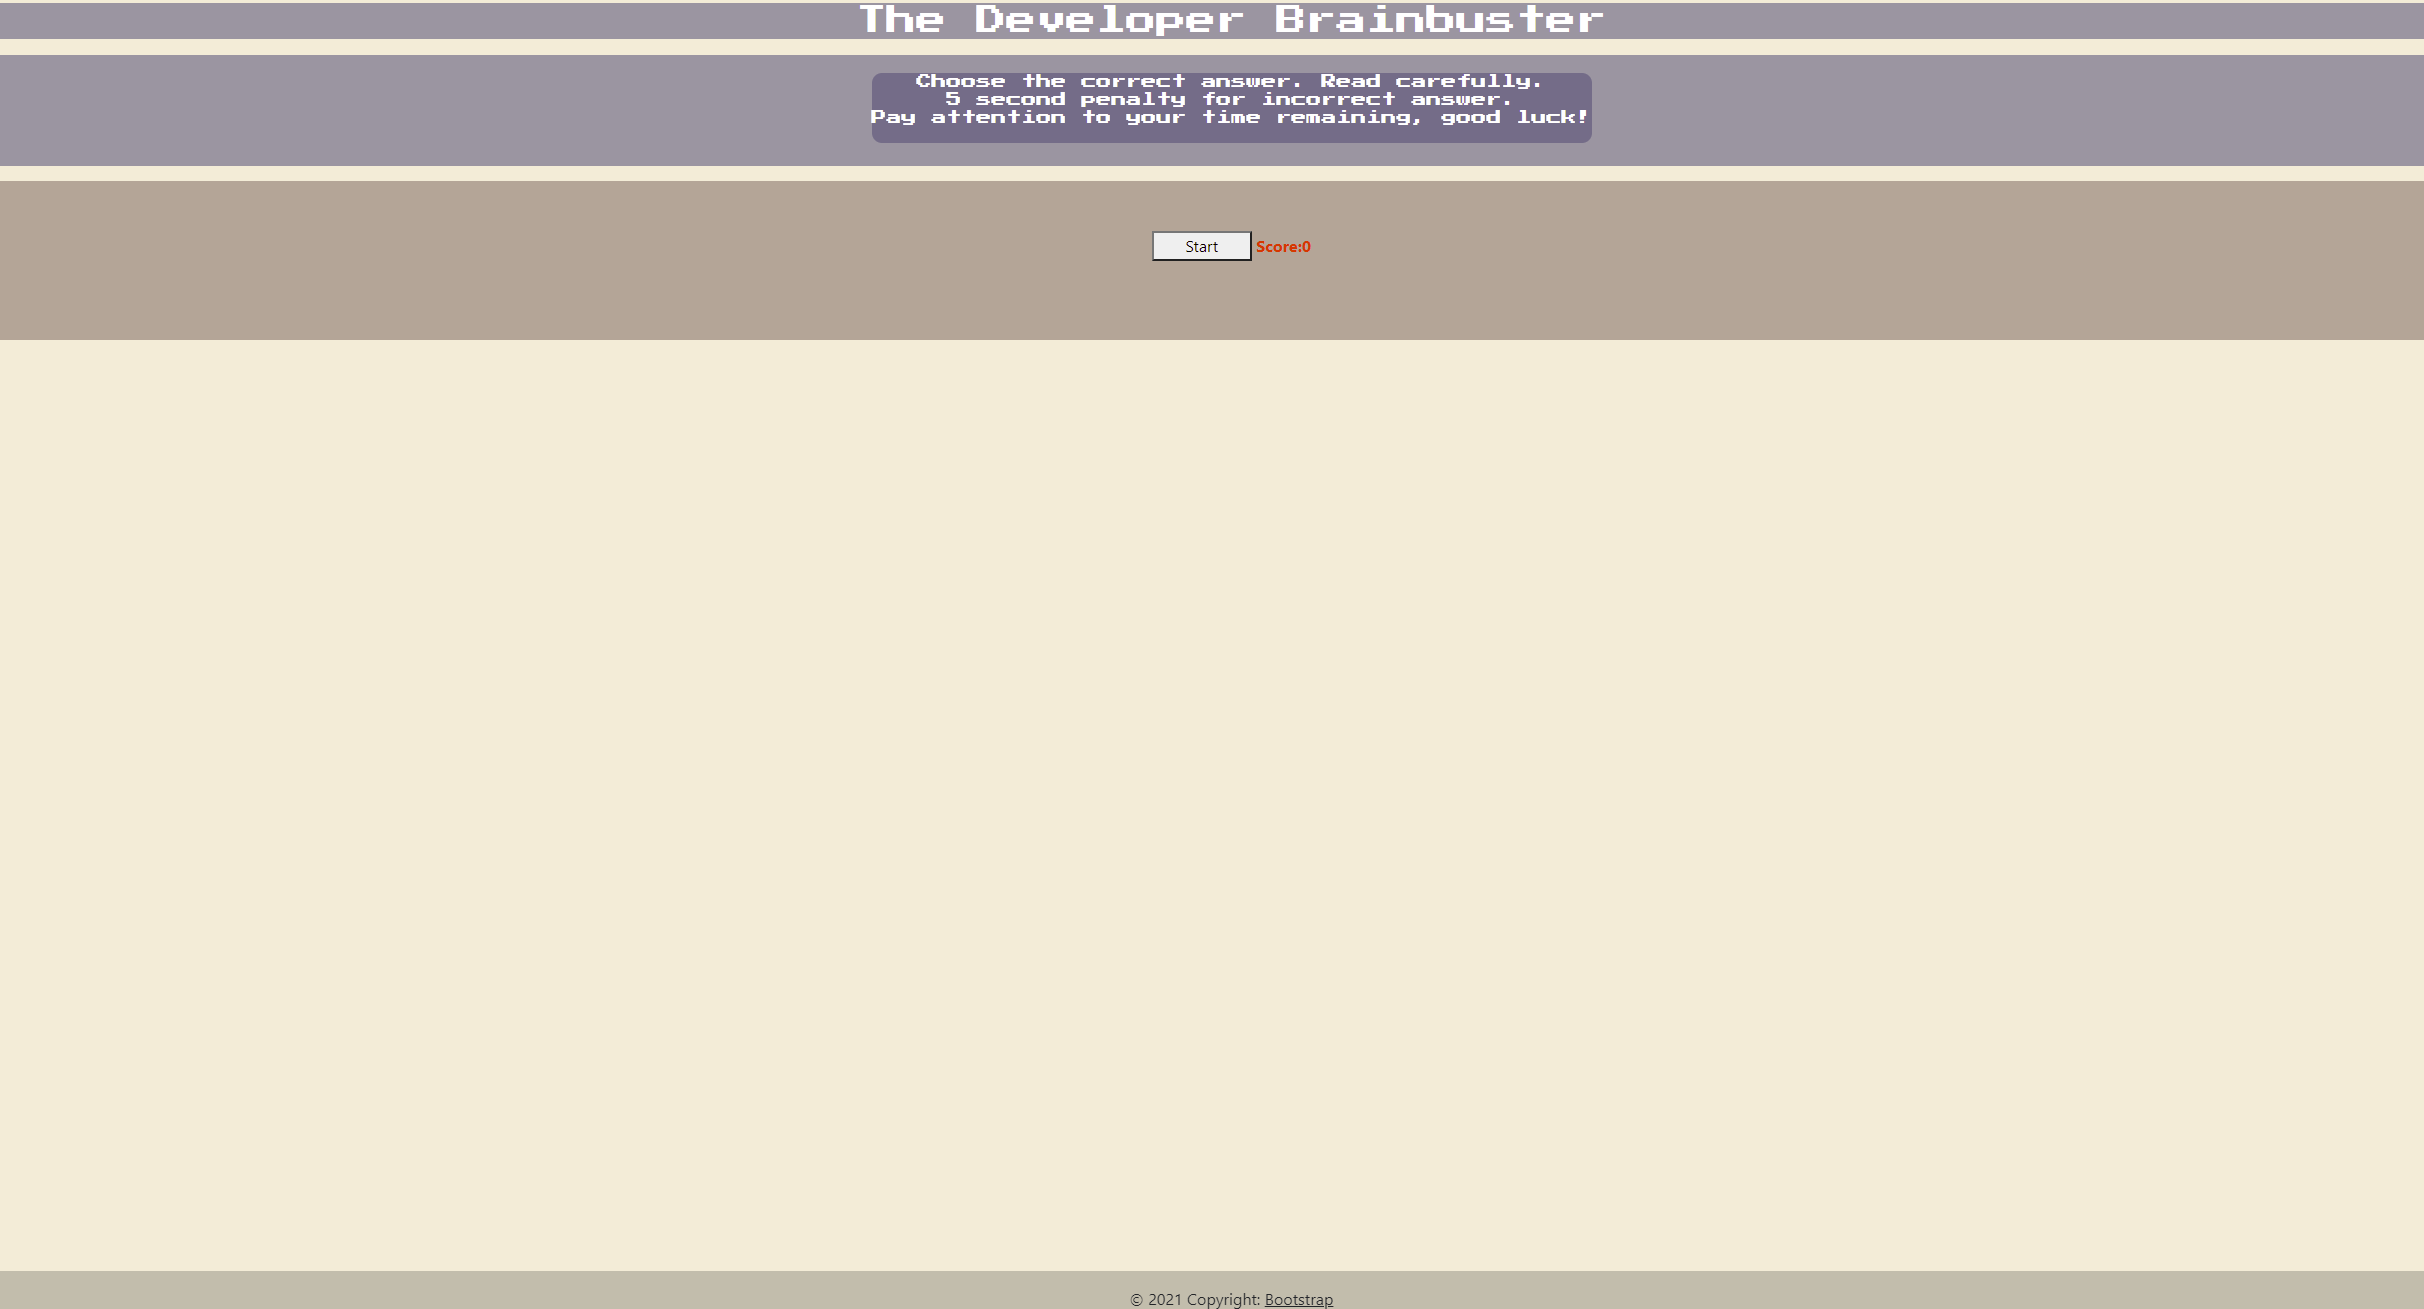 The Developer Brainbuster
Choose the correct answer. Read carefully.
5 second penalty for incorrect answer.
Pay attention to your time remaining, good luck!
Start Score:0
© 2021 Copyright: Bootstrap